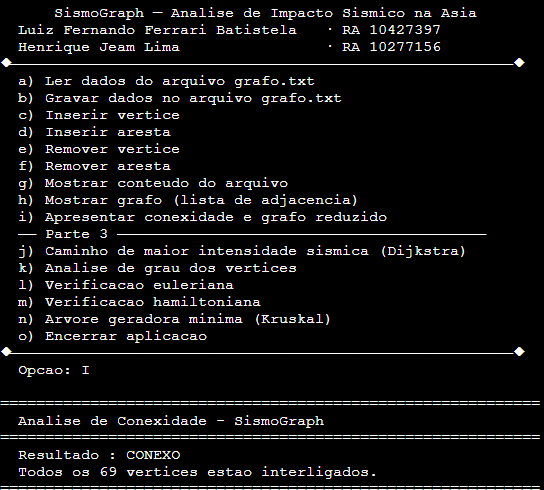 SismoGraph — Analise de Impacto Sismico na Asia
Luiz Fernando Ferrari Batistela · RA 10427397
Henrique Jeam Lima · RA 10277156
a) Ler dados do arquivo grafo.txt
b) Gravar dados no arquivo grafo.txt
c) Inserir vertice
d) Inserir aresta
e) Remover vertice
f) Remover aresta
g) Mostrar conteudo do arquivo
h) Mostrar grafo (lista de adjacencia)
i) Apresentar conexidade e grafo reduzido
—— Parte 3 ——
j) Caminho de maior intensidade sismica (Dijkstra)
k) Analise de grau dos vertices
l) Verificacao euleriana
m) Verificacao hamiltoniana
n) Arvore geradora minima (Kruskal)
o) Encerrar aplicacao
Opcao: I
Analise de Conexidade - SismoGraph
Resultado : CONEXO
Todos os 69 vertices estao interligados.